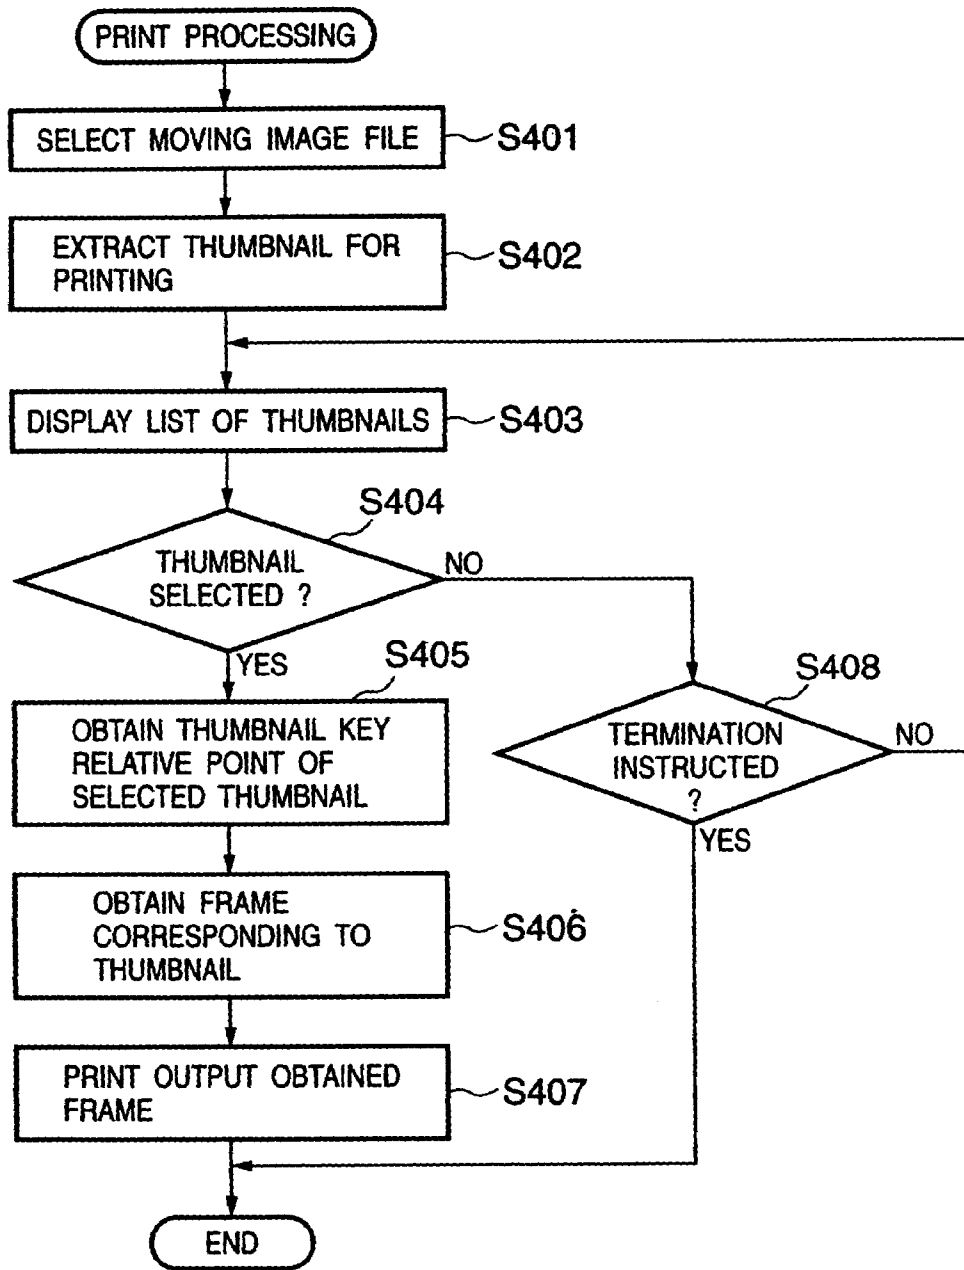 PRINT PROCESSING
SELECT MOVING IMAGE FILE
S401
EXTRACT THUMBNAIL FOR
PRINTING
S402
DISPLAY LIST OF THUMBNAILS
S403
S404
THUMBNAIL
SELECTED ?
NO
YES
S405
OBTAIN THUMBNAIL KEY
RELATIVE POINT OF
SELECTED THUMBNAIL
S408
TERMINATION
INSTRUCTED
?
NO
YES
OBTAIN FRAME
CORRESPONDING TO
THUMBNAIL
S406
PRINT OUTPUT OBTAINED
FRAME
S407
END